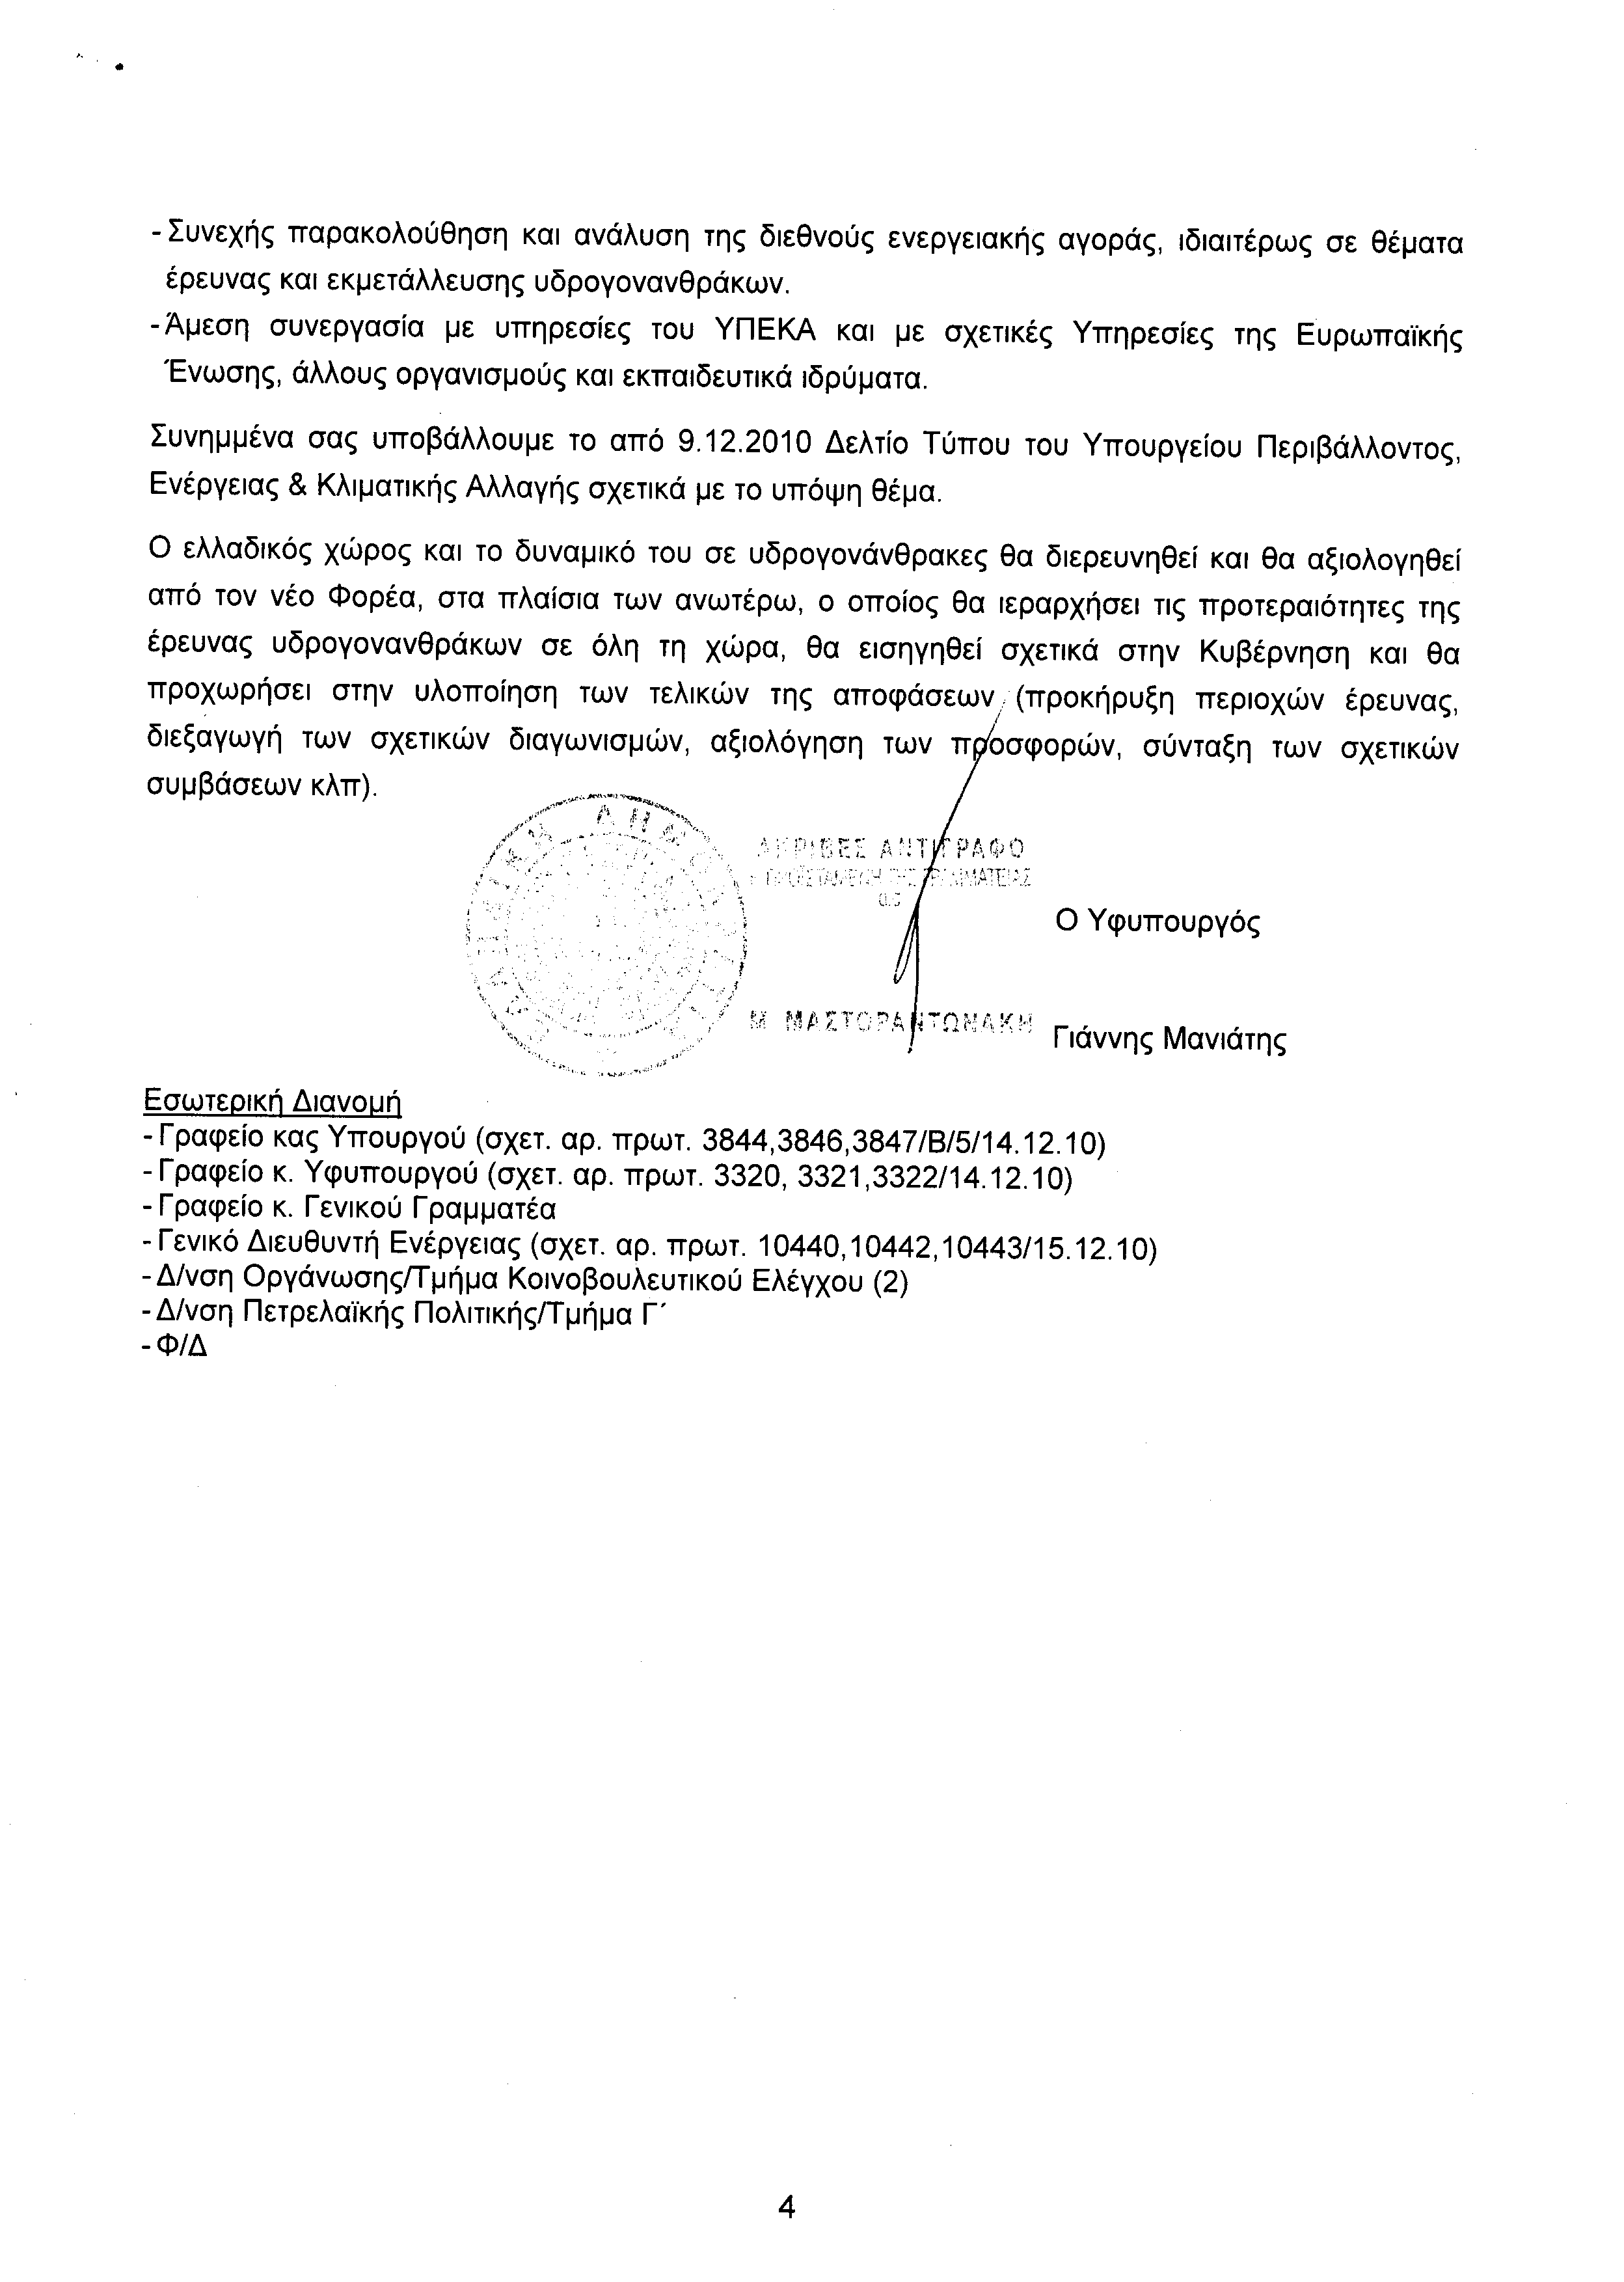 - Συνεχής παρακολούθηση και ανάλυση της διεθνούς ενεργειακής αγοράς, ιδιαιτέρως σε θέματα
έρευνας και εκμετάλλευσης υδρογονανθράκων.
- Άμεση συνεργασία με υπηρεσίες του ΥΠΕΚΑ και με σχετικές Υπηρεσίες της Ευρωπαϊκής
Ένωσης, άλλους οργανισμούς και εκπαιδευτικά ιδρύματα.
Συνημμένα σας υποβάλλουμε το από 9.12.2010 Δελτίο Τύπου του Υπουργείου Περιβάλλοντος,
Ενέργειας & Κλιματικής Αλλαγής σχετικά με το υπόψη θέμα.
Ο ελλαδικός χώρος και το δυναμικό του σε υδρογονάνθρακες θα διερευνηθεί και θα αξιολογηθεί
από τον νέο Φορέα, στα πλαίσια των ανωτέρω, ο οποίος θα ιεραρχήσει τις προτεραιότητες της
έρευνας υδρογονανθράκων σε όλη τη χώρα, θα εισηγηθεί σχετικά στην Κυβέρνηση και θα
προχωρήσει στην υλοποίηση των τελικών της αποφάσεων (προκήρυξη περιοχών έρευνας,
διεξαγωγή των σχετικών διαγωνισμών, αξιολόγηση των προσφορών, σύνταξη των σχετικών
συμβάσεων κλπ).
ΑΚΡΙΒΕΣ ΑΝΤΙΓΡΑΦΟ
Ο Υφυπουργός
Μ ΜΑΣΤΟΡΑΝΤΩΝΑΚΗ
Γιάννης Μανιάτης
Εσωτερική Διανομή
- Γραφείο κας Υπουργού (σχετ. αρ. πρωτ. 3844,3846,3847/Β/5/14.12.10)
- Γραφείο κ. Υφυπουργού (σχετ. αρ. πρωτ. 3320, 3321,3322/14.12.10)
- Γραφείο κ. Γενικού Γραμματέα
- Γενικό Διευθυντή Ενέργειας (σχετ. αρ. πρωτ. 10440,10442,10443/15.12.10)
- Δ/νση Οργάνωσης/Τμήμα Κοινοβουλευτικού Ελέγχου (2)
- Δ/νση Πετρελαϊκής Πολιτικής/Τμήμα Γ΄
- Φ/Δ
4